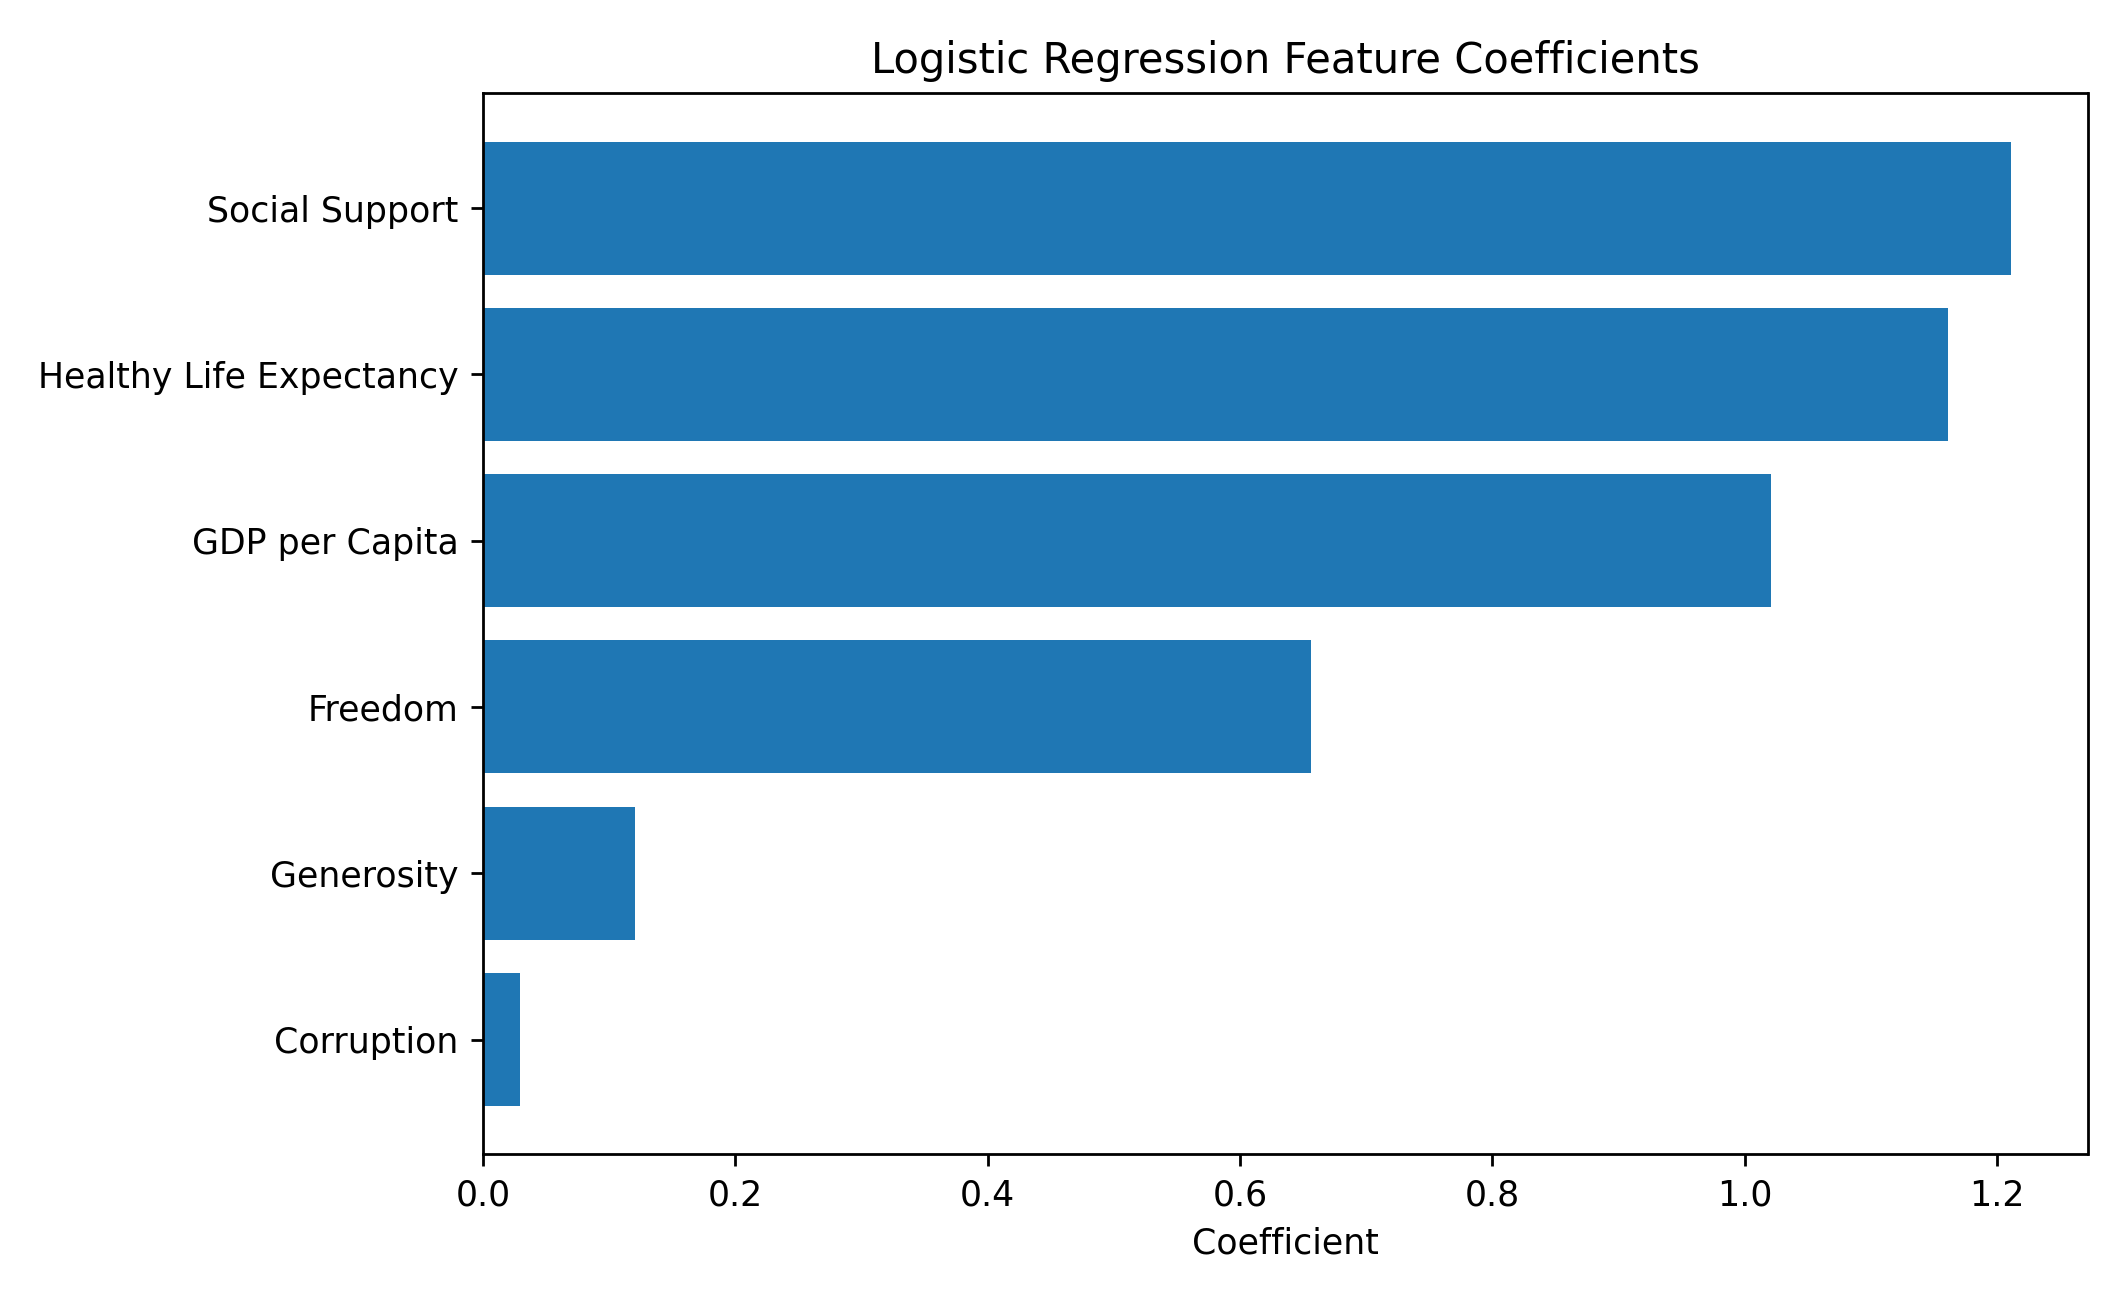 Logistic Regression Feature Coefficients
Social Support
Healthy Life Expectancy
GDP per Capita
Freedom
Generosity
Corruption
0.0 0.2 0.4 0.6 0.8 1.0 1.2
Coefficient